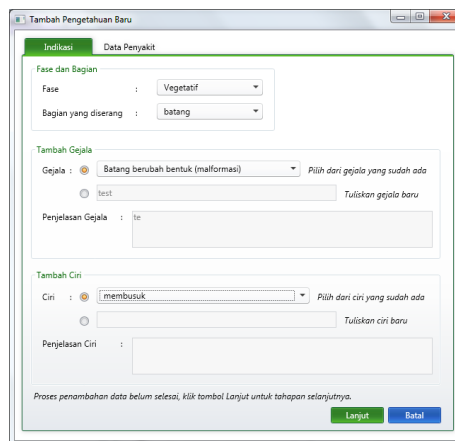 Tambah Pengetahuan Baru
Indikasi Data Penyakit
Fase dan Bagian
Fase : Vegetatif
Bagian yang diserang : batang
Tambah Gejala
Gejala : Batang berubah bentuk (malformasi) Pilih dari gejala yang sudah ada
test Tuliskan gejala baru
Penjelasan Gejala : te
Tambah Ciri
Ciri : membusuk Pilih dari ciri yang sudah ada
Tuliskan ciri baru
Penjelasan Ciri :
Proses penambahan data belum selesai, klik tombol Lanjut untuk tahapan selanjutnya.
Lanjut Batal